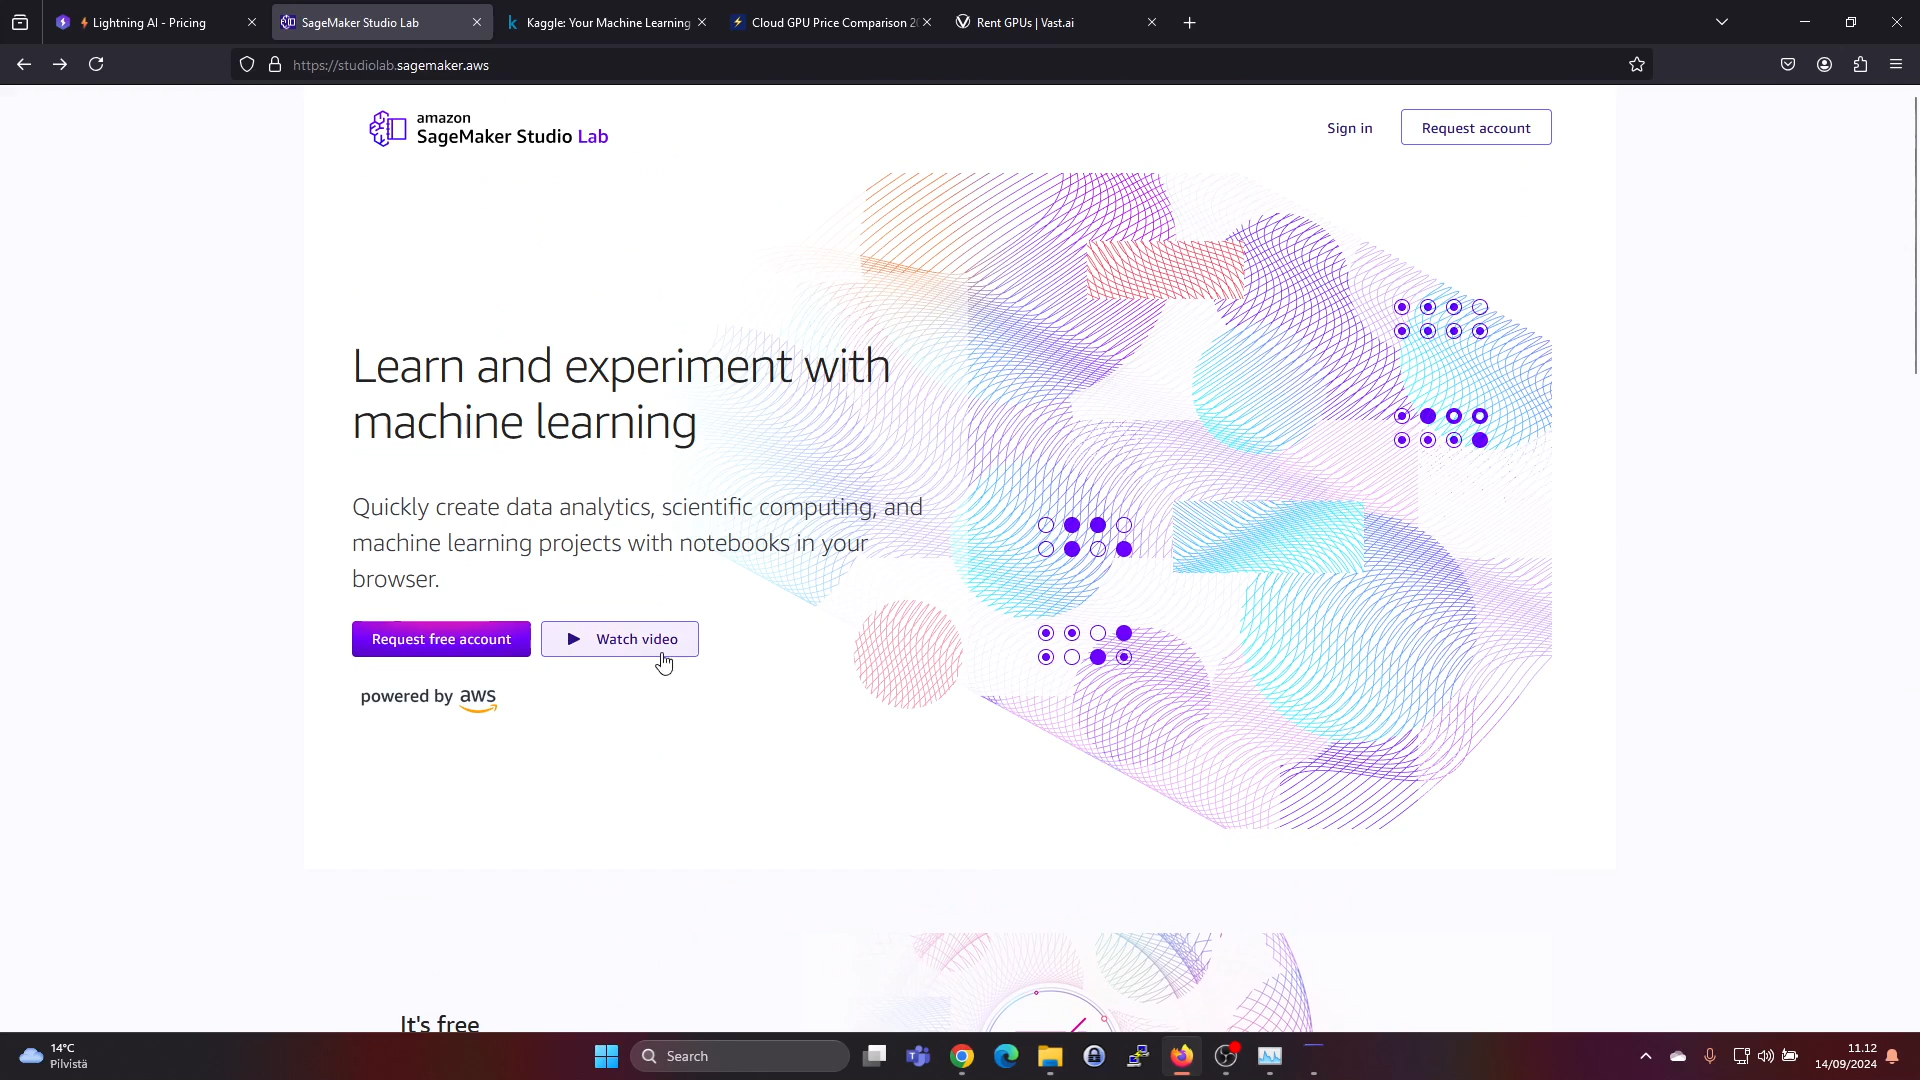 Lightning AI - Pricing
SageMaker Studio Lab
Kaggle: Your Machine Learning
Cloud GPU Price Comparison 20
Rent GPUs | Vast.ai
https://studiolab.sagemaker.aws
amazon
SageMaker Studio Lab
Sign in
Request account
Learn and experiment with
machine learning
Quickly create data analytics, scientific computing, and
machine learning projects with notebooks in your
browser.
Request free account
Watch video
powered by aws
It's free
14°C
Pilvistä
Search
11.12
14/09/2024